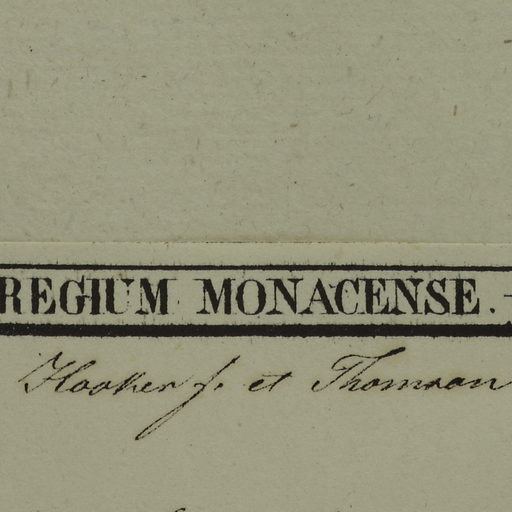 REGIUM MONACENSE. -
Hooker f. et Thomson